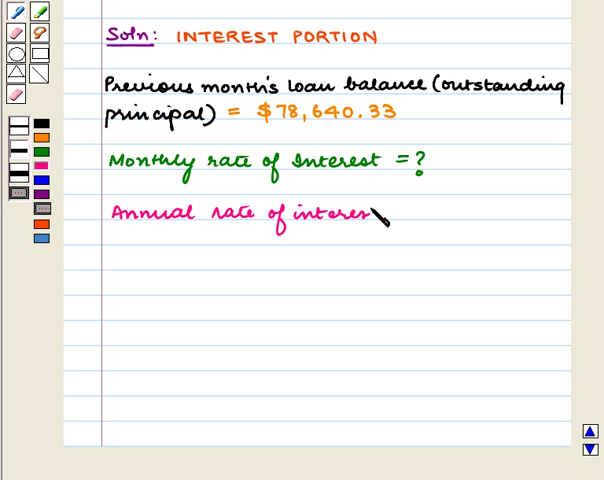 Soln: INTEREST PORTION
Previous month's loan balance (outstanding
principal) = $78,640.33
Monthly rate of Interest = ?
Annual rate of interes